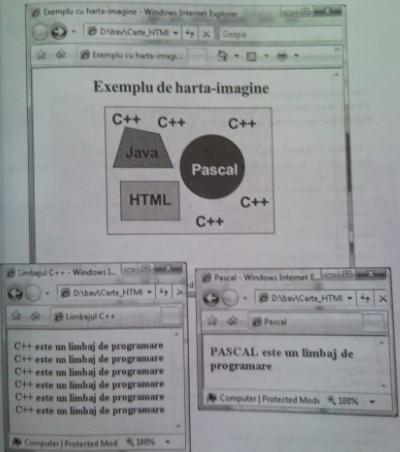 Exemplu cu harta-imagine - Windows Internet Explorer
D:\bav\Carte_HTMl
Google
Exemplu cu harta-imagi...
Exemplu de harta-imagine
C++ C++ C++
Java
Pascal
HTML
C++
C++
Limbajul C++ - Windows I...
D:\bav\Carte_HTMl
Limbajul C++
C++ este un limbaj de programare
C++ este un limbaj de programare
C++ este un limbaj de programare
C++ este un limbaj de programare
C++ este un limbaj de programare
C++ este un limbaj de programare
Computer | Protected Mod 100%
Pascal - Windows Internet E...
D:\bav\Carte_HTMl
Pascal
PASCAL este un limbaj de
programare
Computer | Protected Mode 100%